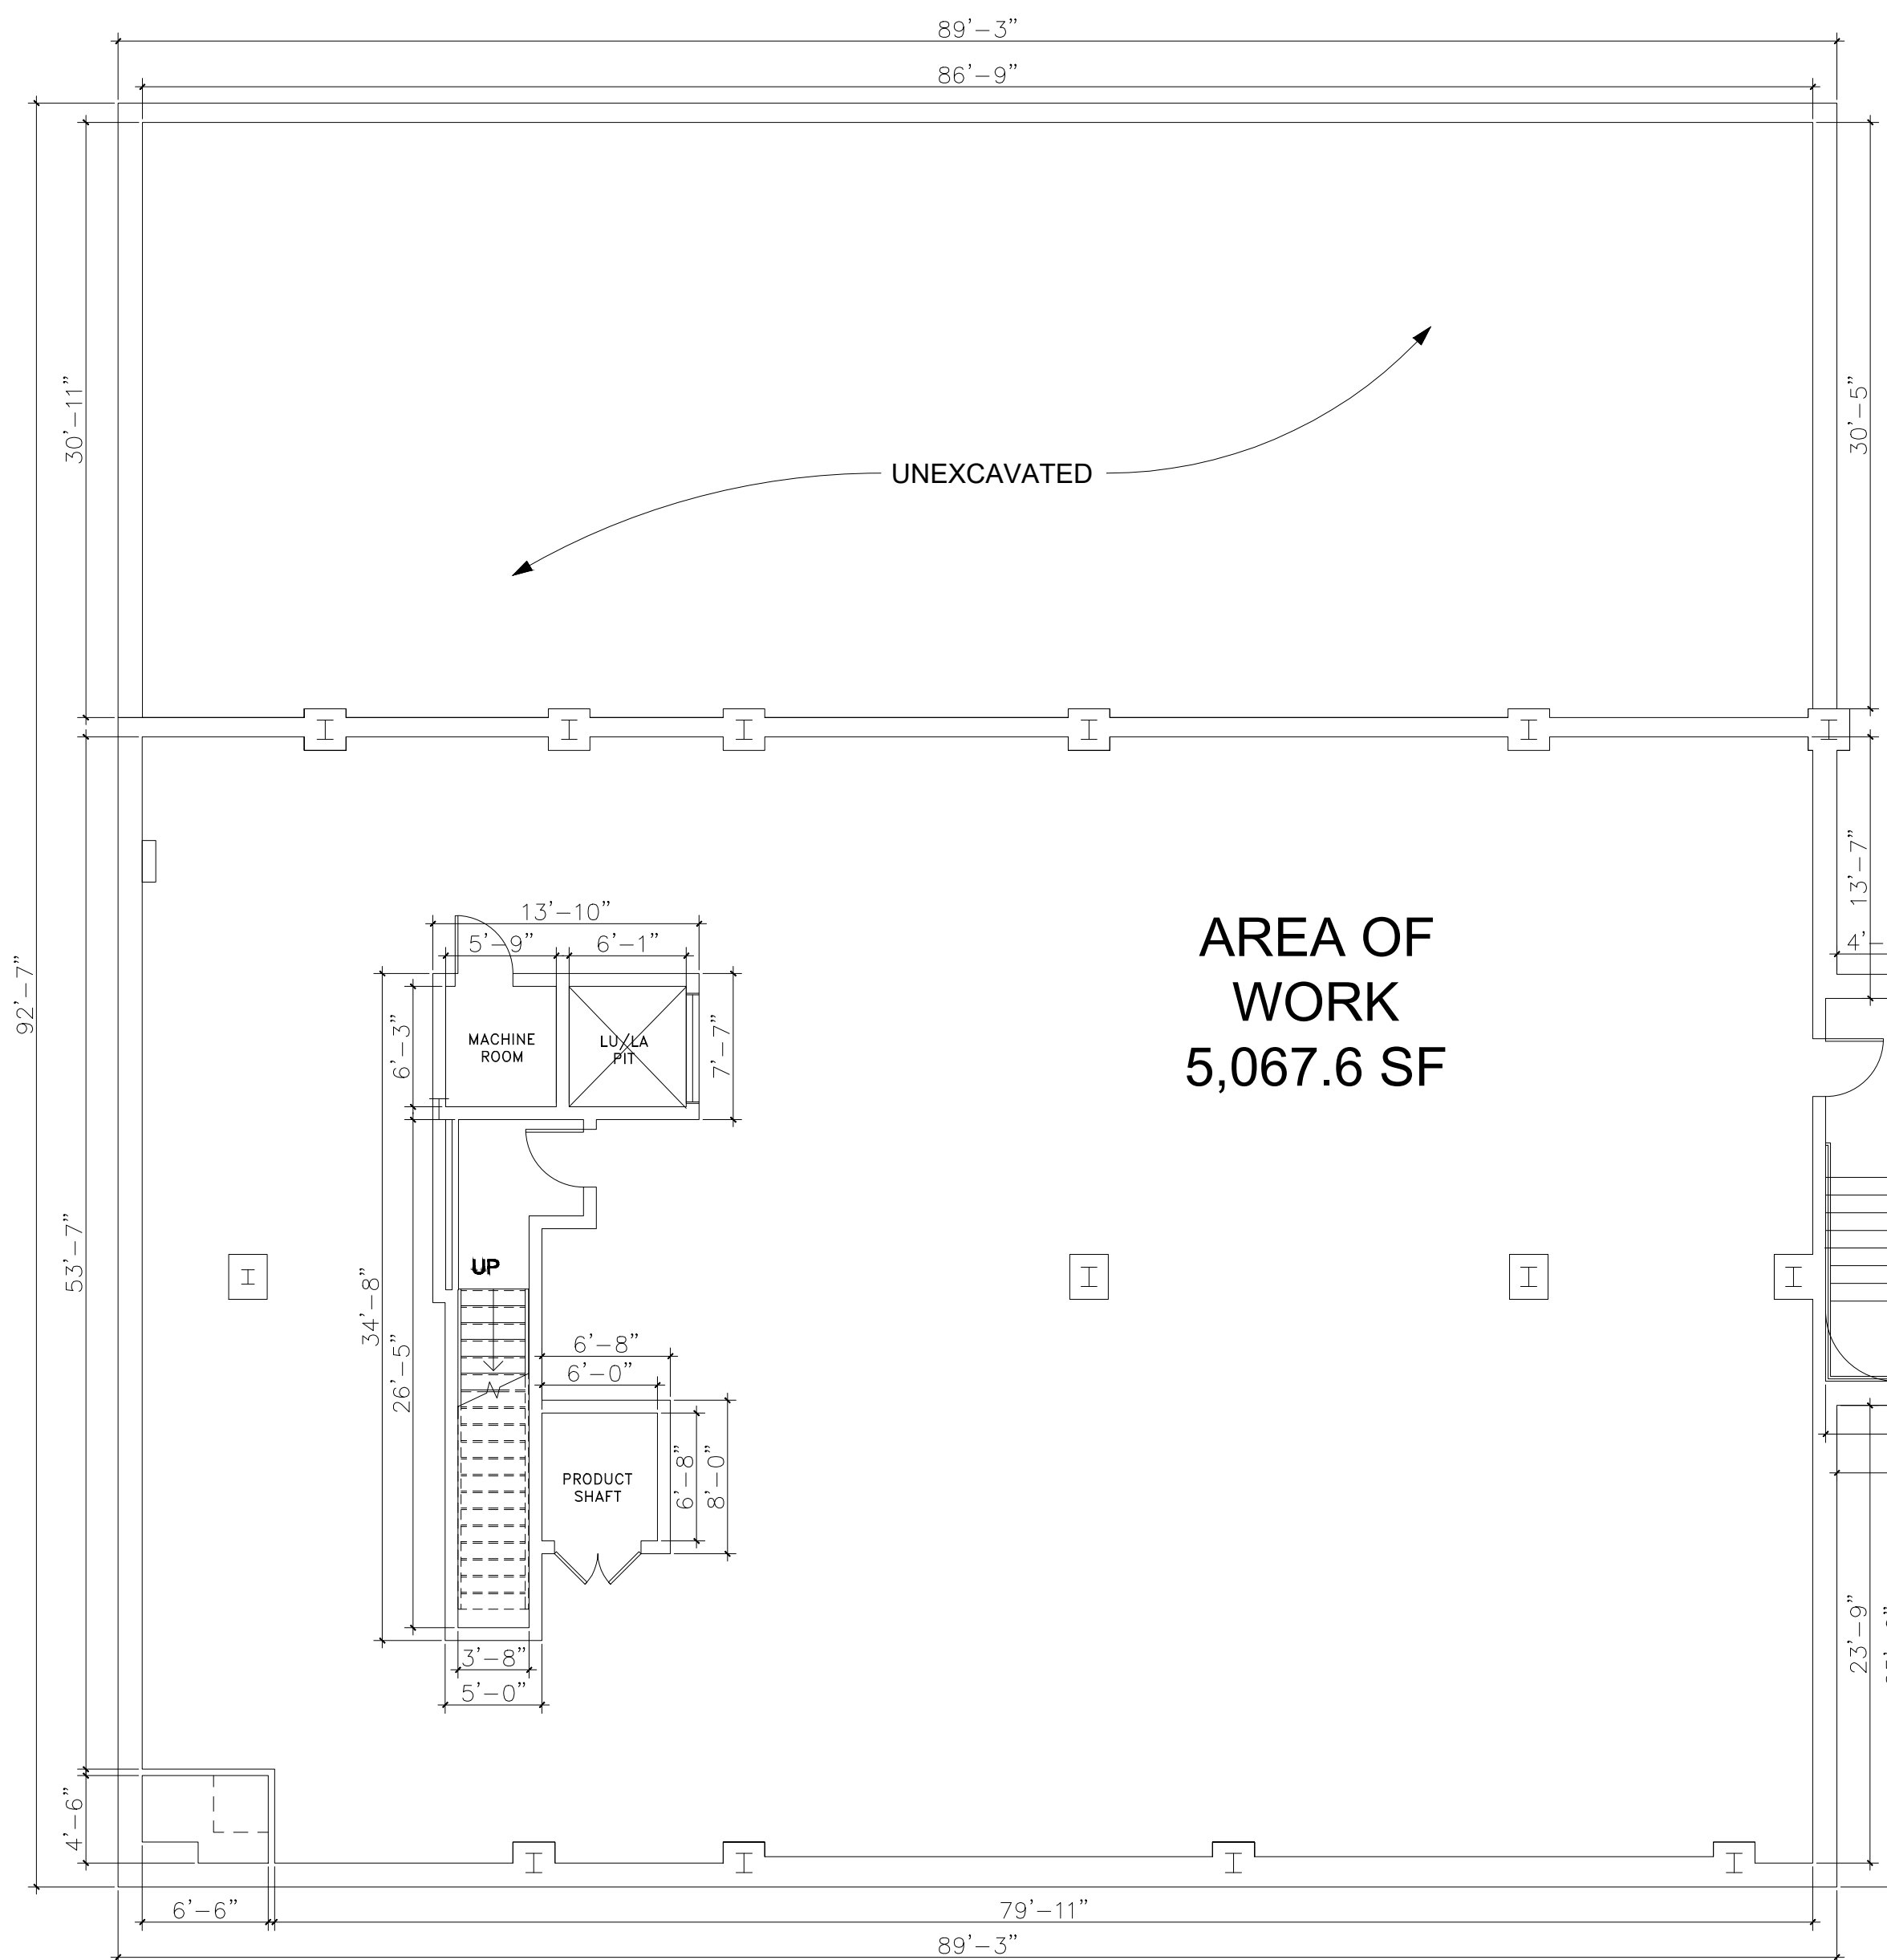 89'-3"
86'-9"
30'-11"
30'-5"
UNEXCAVATED
92'-7"
53'-7"
13'-7"
4'-
13'-10"
5'-9" 6'-1"
AREA OF
WORK
5,067.6 SF
6'-3"
MACHINE
ROOM
LU/LA
PIT
7'-7"
UP
34'-8"
26'-5"
6'-8"
6'-0"
PRODUCT
SHAFT
6'-8"
8'-0"
3'-8"
5'-0"
23'-9"
4'-6"
6'-6"
79'-11"
89'-3"